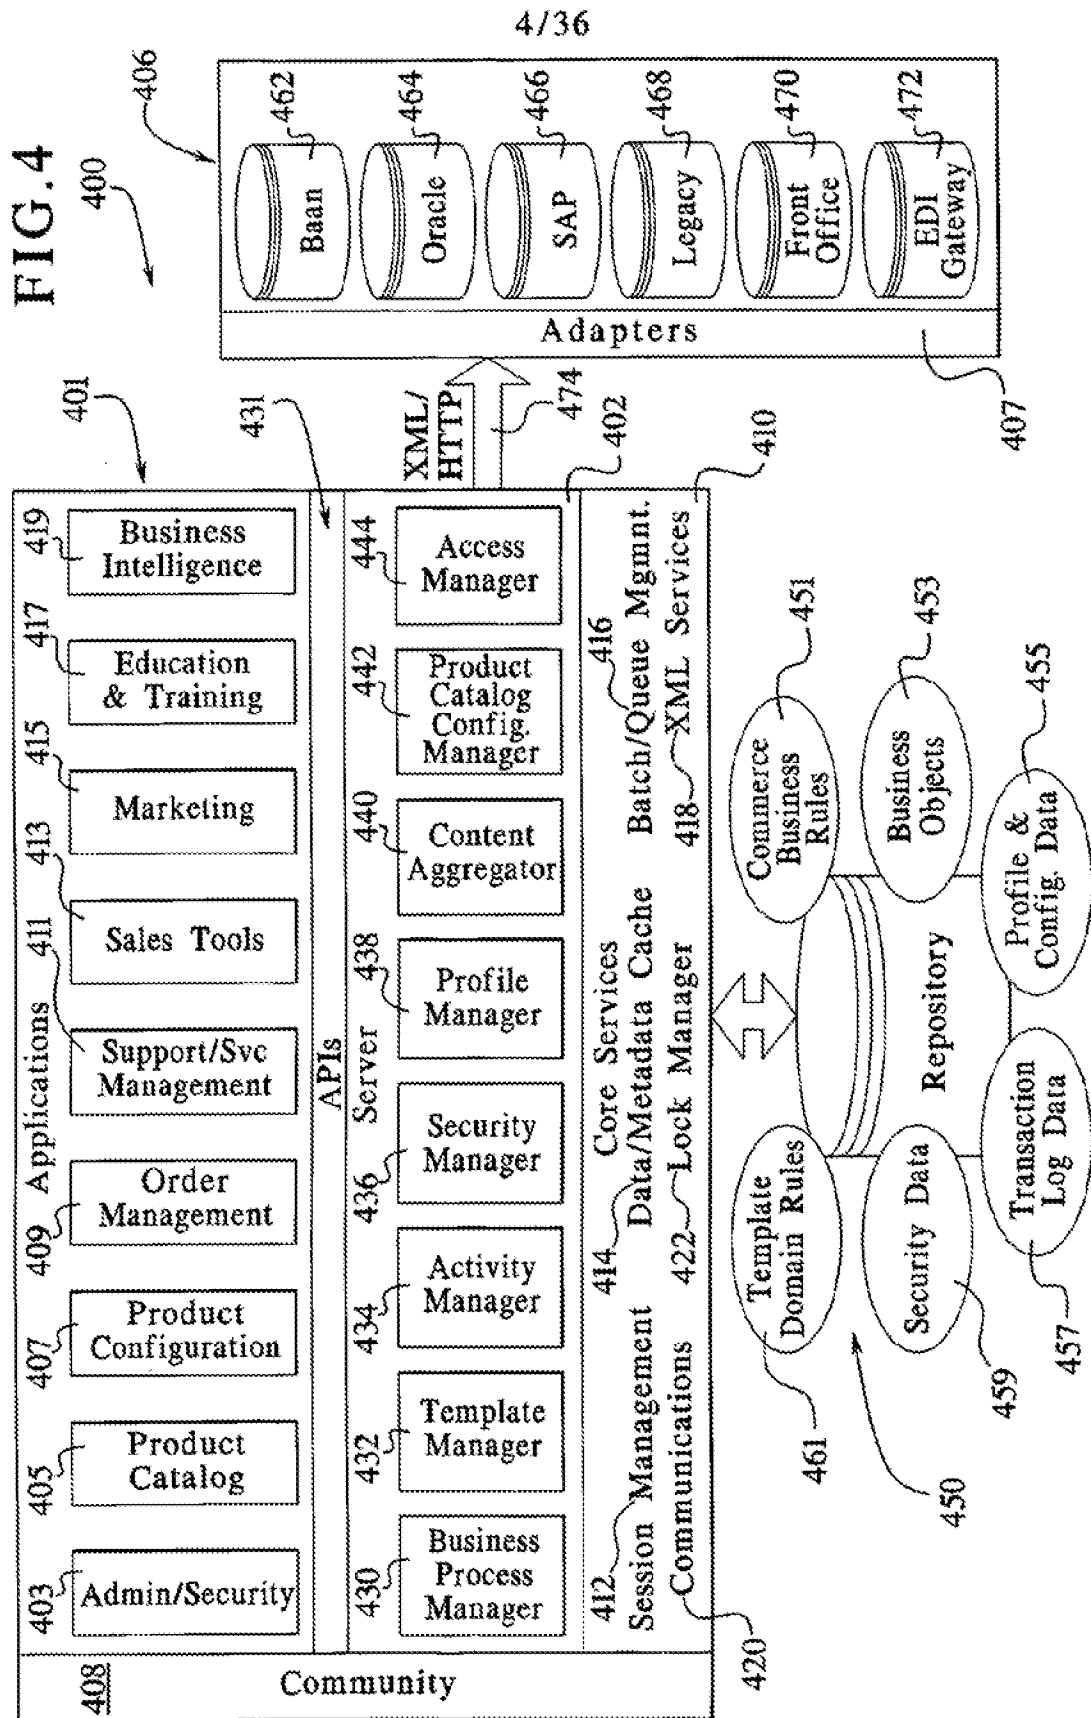 4/36
FIG.4
400
406
401
431
408
Community
Applications
403
Admin/Security
405
Product
Catalog
407
Product
Configuration
409
Order
Management
411
Support/Svc
Management
413
Sales Tools
415
Marketing
417
Education
& Training
419
Business
Intelligence
APIs
Server
430
Business
Process
Manager
432
Template
Manager
434
Activity
Manager
436
Security
Manager
438
Profile
Manager
440
Content
Aggregator
442
Product
Catalog
Config.
Manager
444
Access
Manager
402
Core Services
412
Session Management
414
Data/Metadata Cache
416
Batch/Queue Mgmnt.
420
Communications
422
Lock Manager
418
XML Services
410
XML/
HTTP
474
Adapters
407
Baan
462
Oracle
464
SAP
466
Legacy
468
Front
Office
470
EDI
Gateway
472
Template
Domain Rules
461
Commerce
Business
Rules
451
Security Data
459
Repository
450
Business
Objects
453
Transaction
Log Data
457
Profile &
Config. Data
455